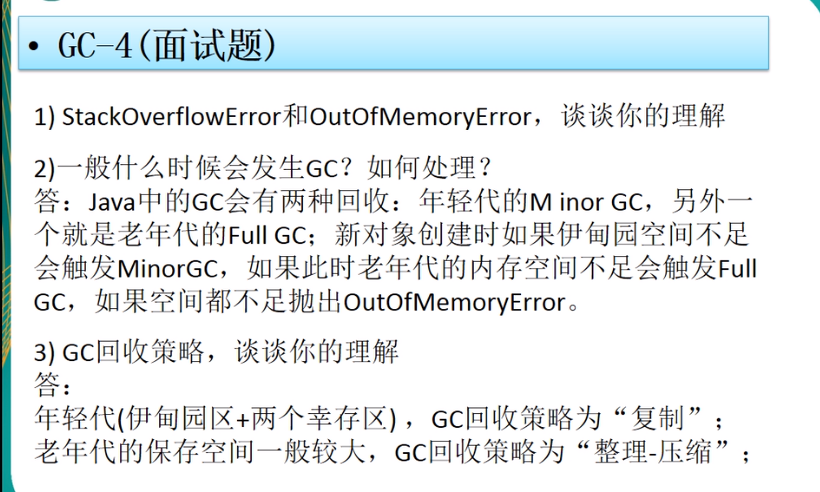 • GC-4(面试题)
1) StackOverflowError和OutOfMemoryError，谈谈你的理解
2)一般什么时候会发生GC？如何处理？
答：Java中的GC会有两种回收：年轻代的M inor GC，另外一
个就是老年代的Full GC；新对象创建时如果伊甸园空间不足
会触发MinorGC，如果此时老年代的内存空间不足会触发Full
GC，如果空间都不足抛出OutOfMemoryError。
3) GC回收策略，谈谈你的理解
答：
年轻代(伊甸园区+两个幸存区)，GC回收策略为“复制”；
老年代的保存空间一般较大，GC回收策略为“整理-压缩”；